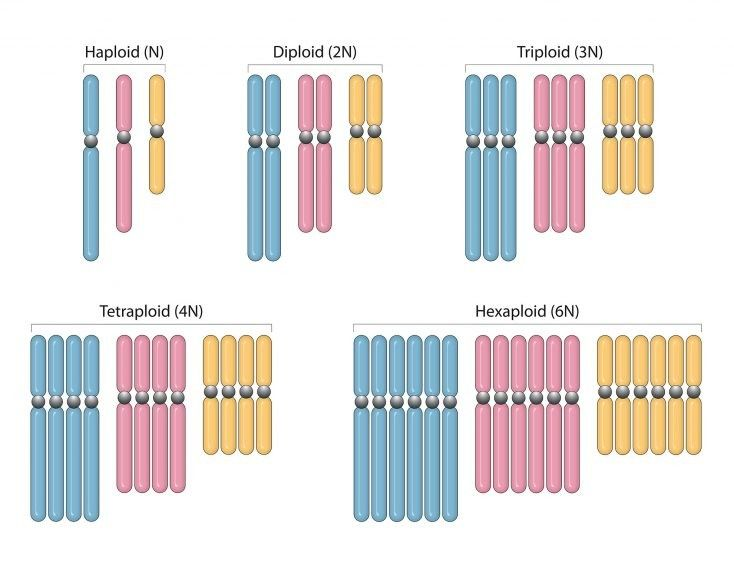 Haploid (N)
Diploid (2N)
Triploid (3N)
Tetraploid (4N)
Hexaploid (6N)